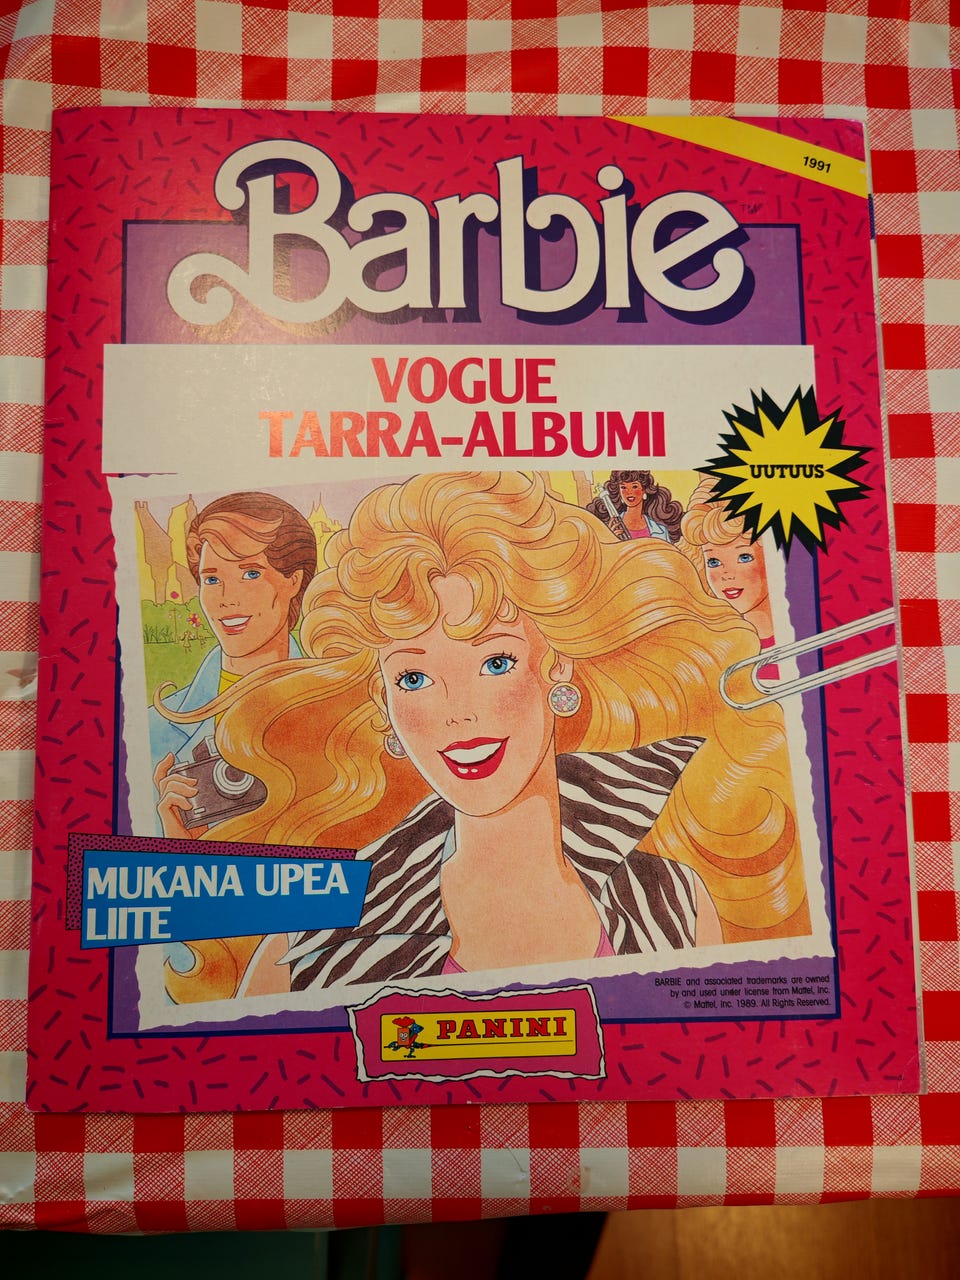 1991
Barbie
TM
VOGUE
TARRA-ALBUMI
UUTUUS
MUKANA UPEA
LIITE
BARBIE and associated trademarks are owned
by and used under license from Mattel, Inc.
© Mattel, Inc. 1989. All Rights Reserved.
PANINI